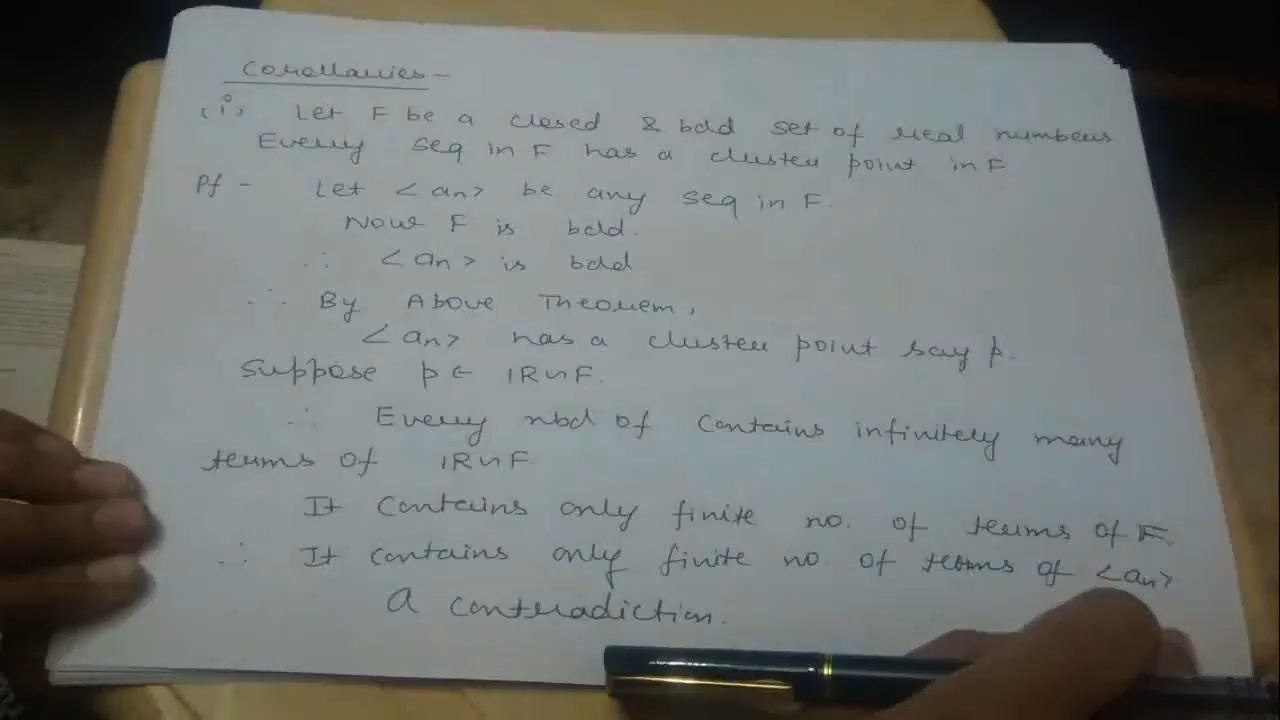 Corollaries -
(i) Let F be a closed & bdd set of real numbers
Every seq in F has a cluster point in F
Pf - Let <an> be any seq in F.
Now F is bdd.
∴ <an> is bdd
∴ By Above Theorem,
<an> has a cluster point say p.
Suppose p ∈ IR~F.
∴ Every nbd of contains infinitely many
terms of IR~F.
It contains only finite no. of terms of F.
∴ It contains only finite no. of terms of <an>
A contradiction.